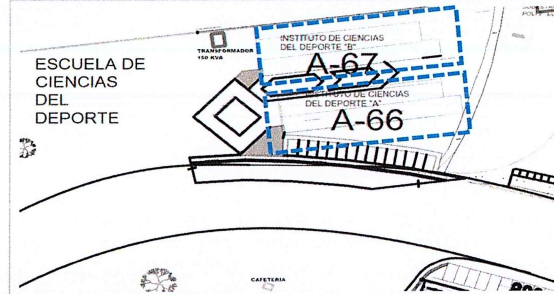 ESCUELA DE
CIENCIAS
DEL
DEPORTE
TRANSFORMADOR
150 KVA
INSTITUTO DE CIENCIAS
DEL DEPORTE "B"
A-67
INSTITUTO DE CIENCIAS
DEL DEPORTE "A"
A-66
CAFETERIA